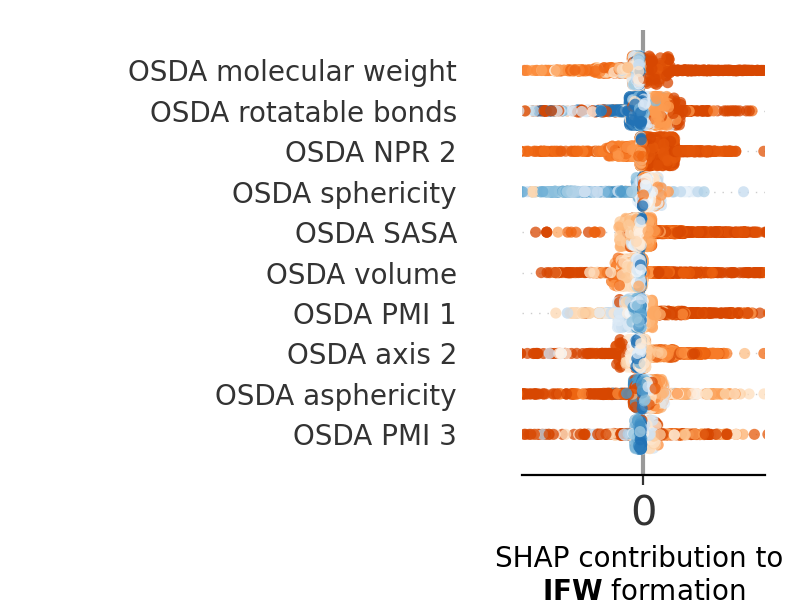 OSDA molecular weight
OSDA rotatable bonds
OSDA NPR 2
OSDA sphericity
OSDA SASA
OSDA volume
OSDA PMI 1
OSDA axis 2
OSDA asphericity
OSDA PMI 3
0
SHAP contribution to
IFW formation